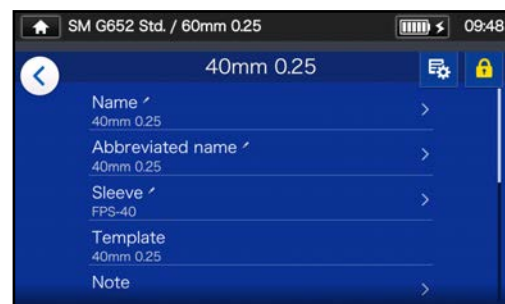 SM G652 Std. / 60mm 0.25
09:48
40mm 0.25
Name
40mm 0.25
Abbreviated name
40mm 0.25
Sleeve
FPS-40
Template
40mm 0.25
Note